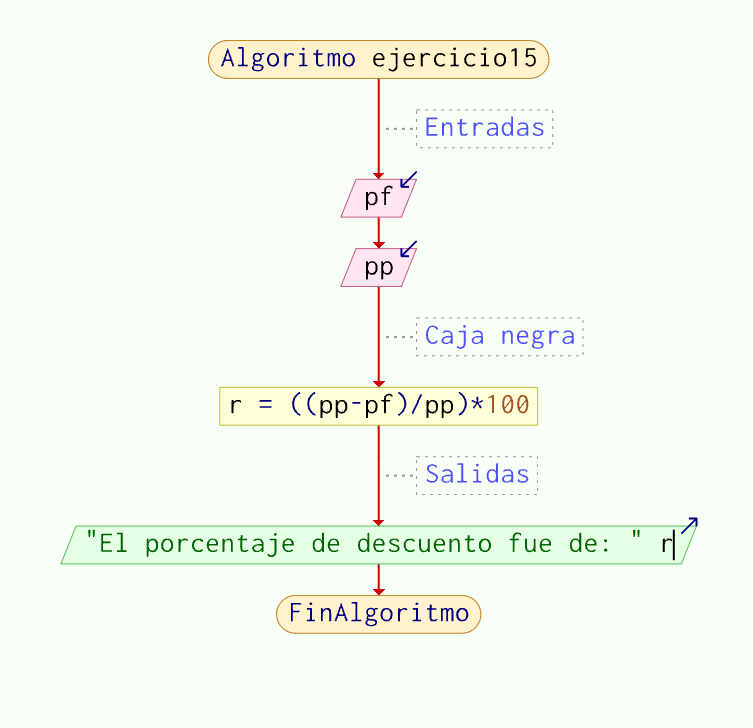 Algoritmo ejercicio15
Entradas
pf
pp
Caja negra
r = ((pp-pf)/pp)*100
Salidas
"El porcentaje de descuento fue de: " r
FinAlgoritmo